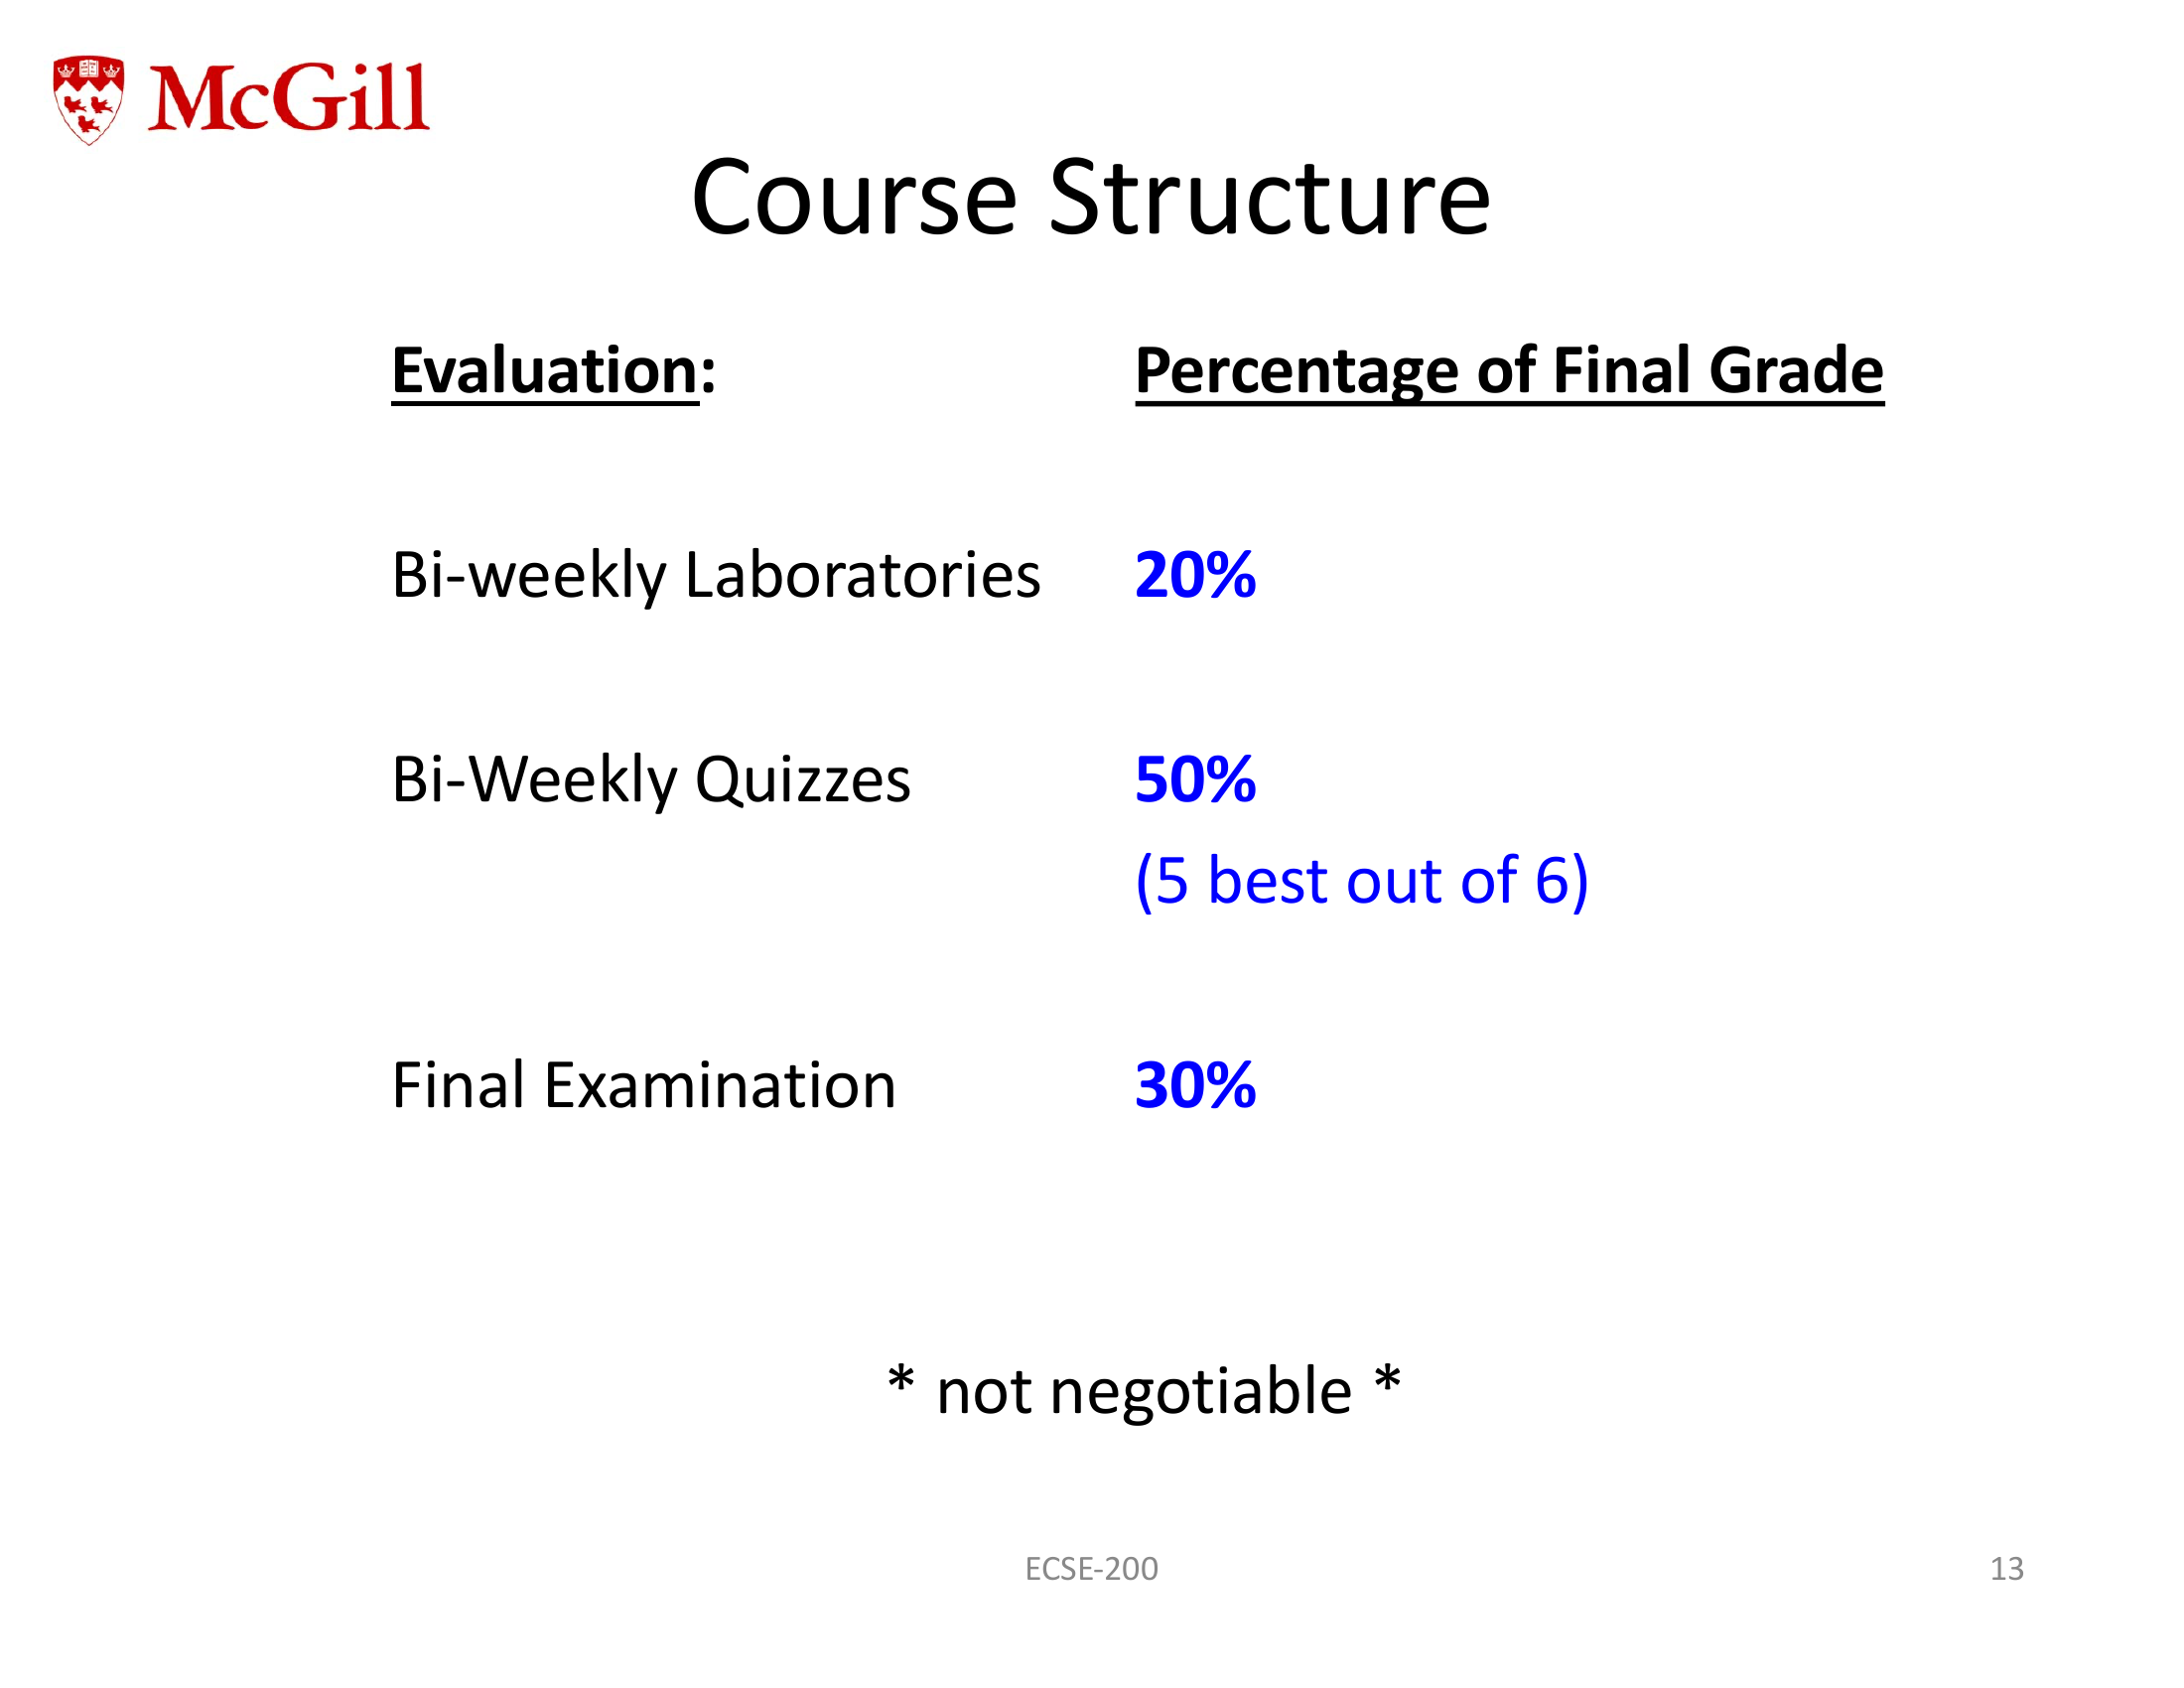 McGill
Course Structure
Evaluation: Percentage of Final Grade
Bi-weekly Laboratories 20%
Bi-Weekly Quizzes 50%
(5 best out of 6)
Final Examination 30%
* not negotiable *
ECSE-200 13